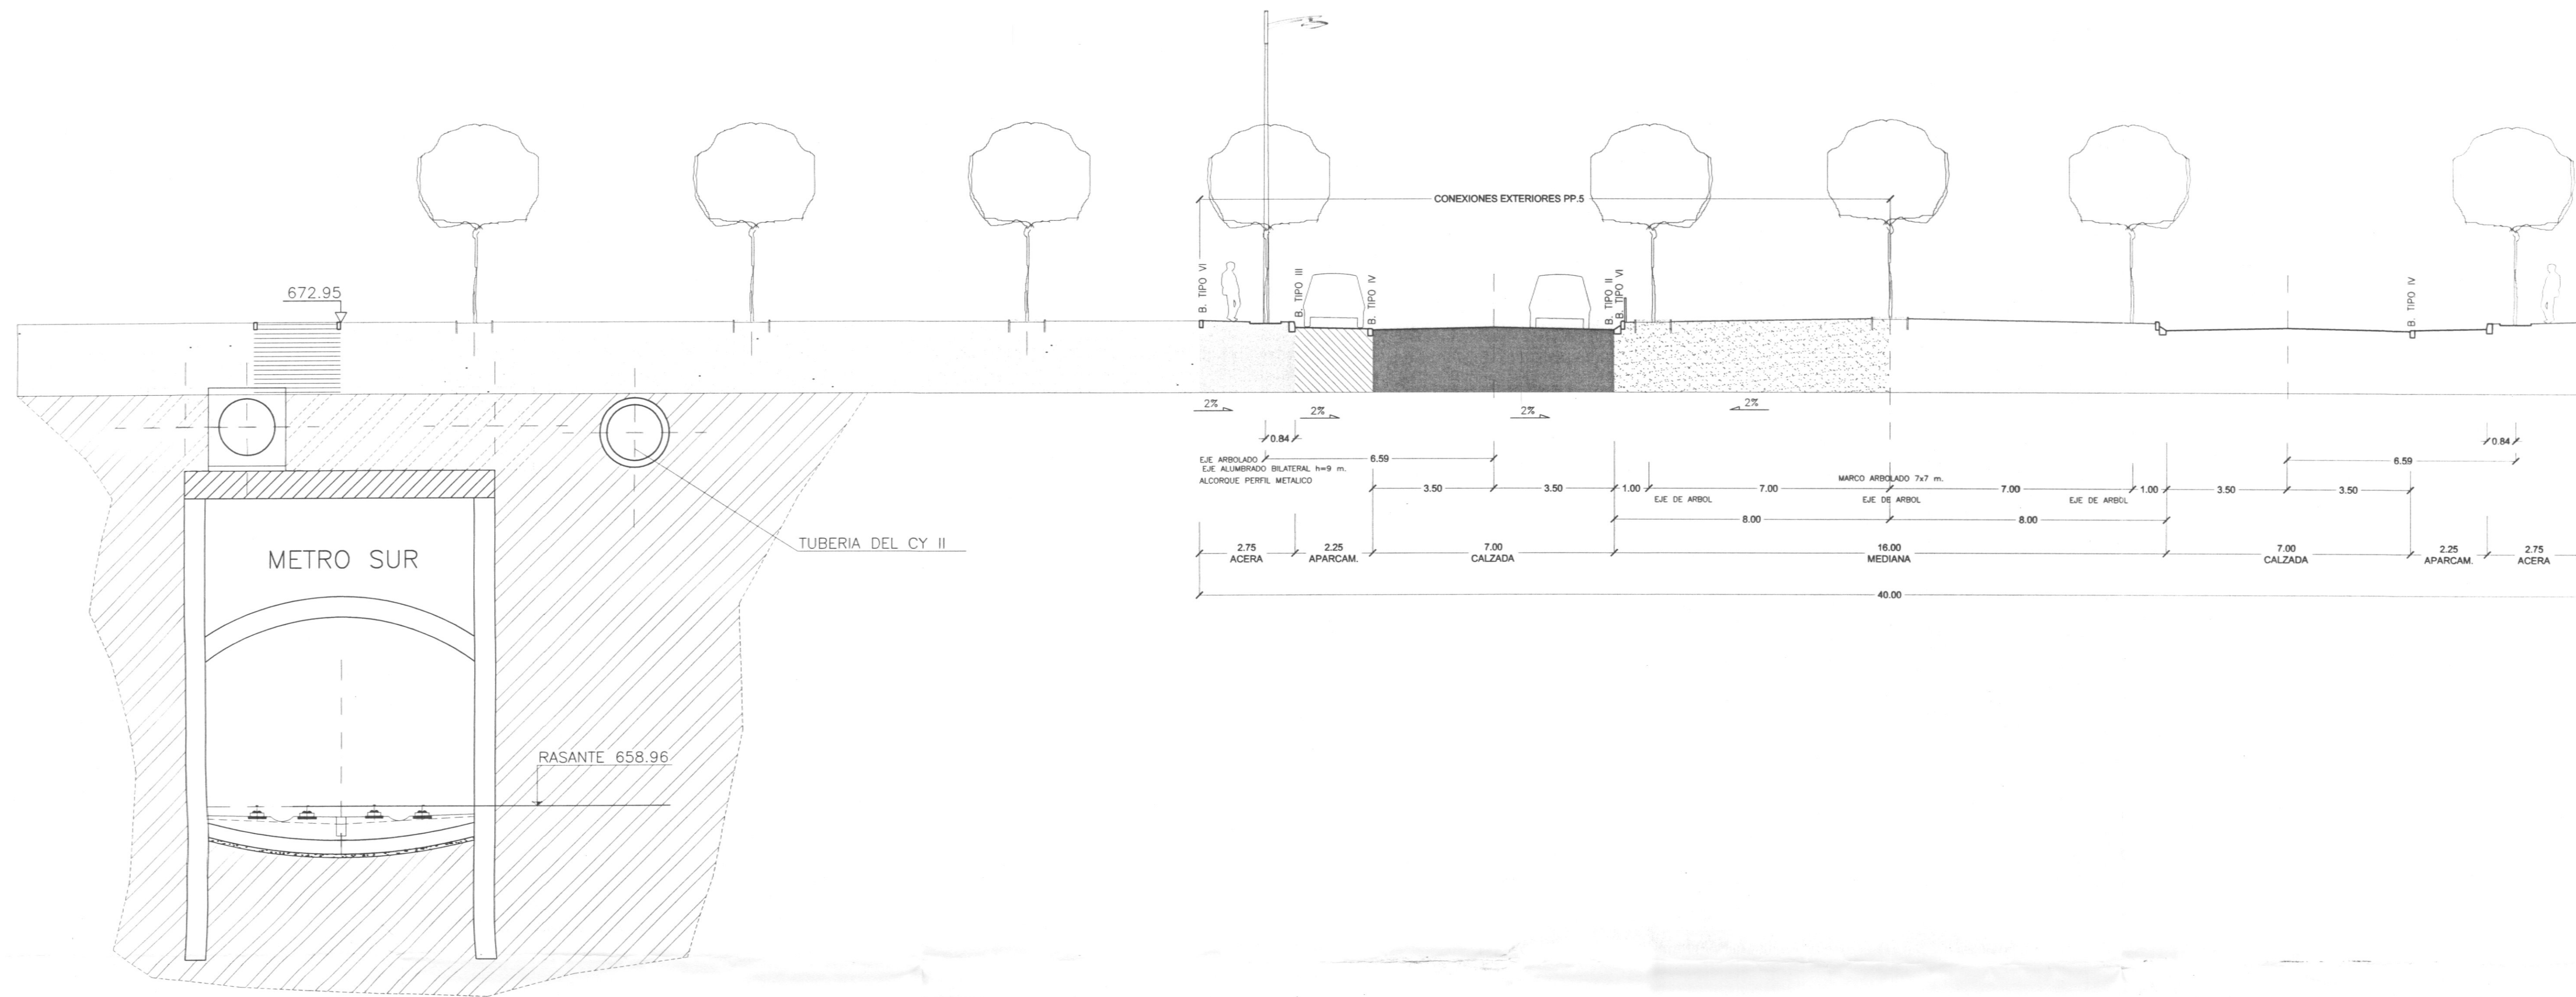 CONEXIONES EXTERIORES PP.5
B. TIPO VI
B. TIPO III
B. TIPO IV
B. TIPO II
B. TIPO VI
B. TIPO IV
672.95
2%
2%
2%
2%
0.84
0.84
EJE ARBOLADO
6.59
6.59
EJE ALUMBRADO BILATERAL h=9 m.
ALCORQUE PERFIL METALICO
MARCO ARBOLADO 7x7 m.
3.50
3.50
1.00
7.00
7.00
1.00
3.50
3.50
EJE DE ARBOL
EJE DE ARBOL
EJE DE ARBOL
8.00
8.00
TUBERIA DEL CY II
METRO SUR
2.75
ACERA
2.25
APARCAM.
7.00
CALZADA
16.00
MEDIANA
7.00
CALZADA
2.25
APARCAM.
2.75
ACERA
40.00
RASANTE 658.96